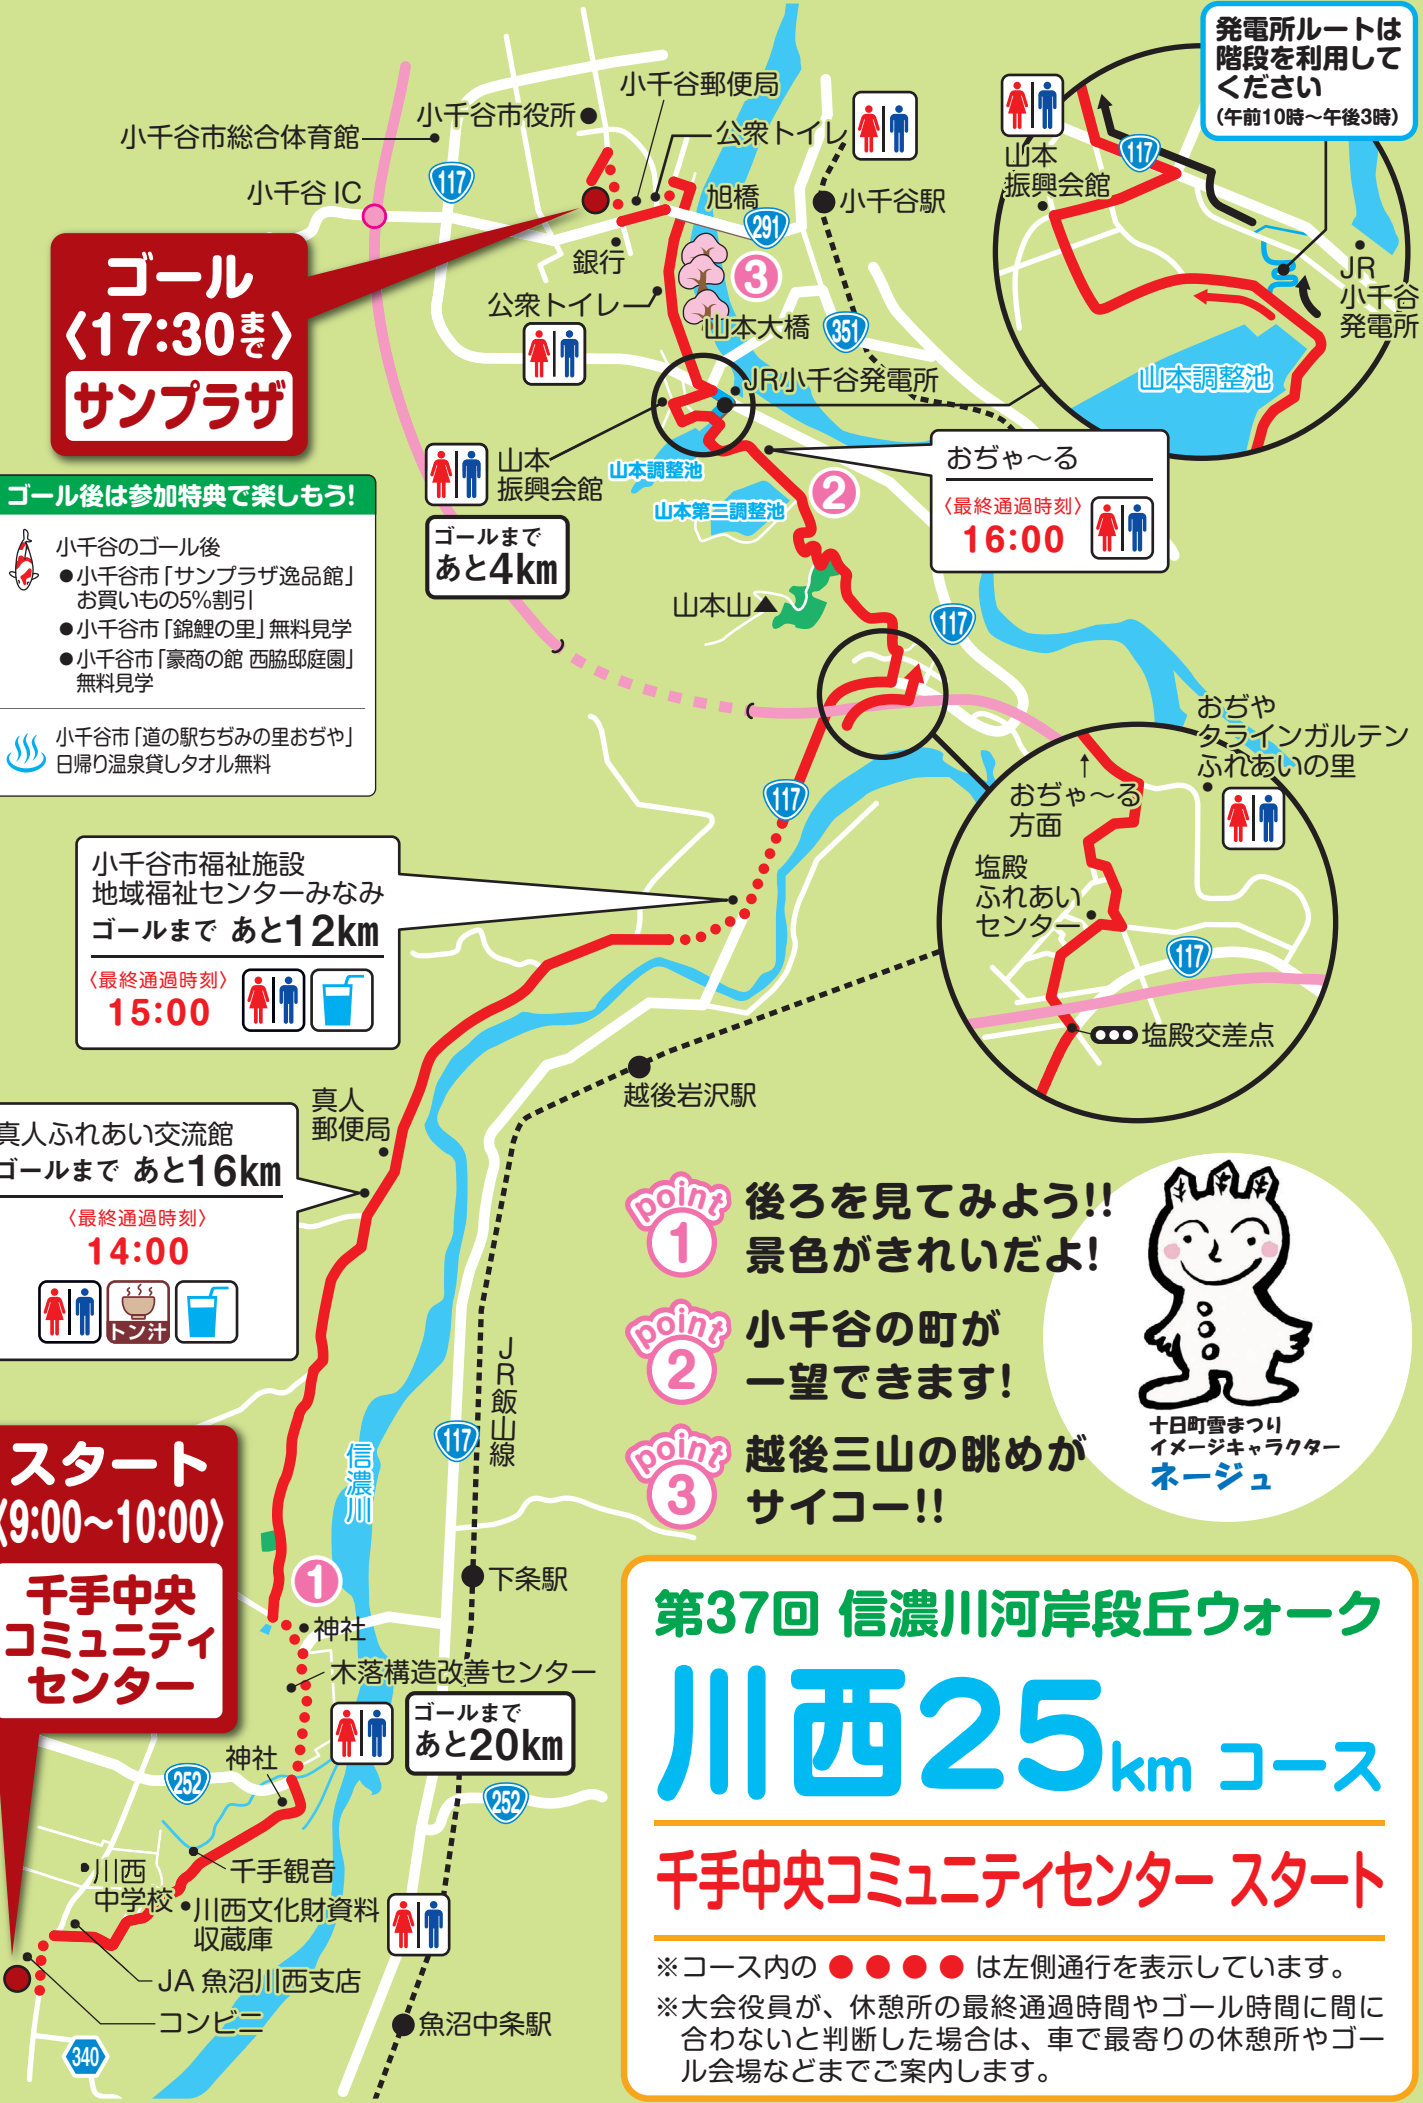 発電所ルートは
階段を利用して
ください
(午前10時〜午後3時)
小千谷郵便局
小千谷市役所
小千谷市総合体育館
公衆トイレ
小千谷 IC
117
旭橋
291
小千谷駅
銀行
公衆トイレ
3
山本大橋
351
JR小千谷発電所
山本
振興会館
117
JR
小千谷
発電所
山本調整池
ゴール
〈17:30まで〉
サンプラザ
山本
振興会館
山本調整池
山本第二調整池
2
ゴールまで
あと4km
おぢゃ〜る
〈最終通過時刻〉
16:00
ゴール後は参加特典で楽しもう!
小千谷のゴール後
●小千谷市「サンプラザ逸品館」
お買いもの5%割引
●小千谷市「錦鯉の里」無料見学
●小千谷市「豪商の館 西脇邸庭園」
無料見学
小千谷市「道の駅ちぢみの里おぢや」
日帰り温泉貸しタオル無料
山本山▲
117
117
おぢや
クラインガルテン
ふれあいの里
↑
おぢゃ〜る
方面
塩殿
ふれあい
センター
117
塩殿交差点
小千谷市福祉施設
地域福祉センターみなみ
ゴールまで あと12km
〈最終通過時刻〉
15:00
越後岩沢駅
真人
郵便局
真人ふれあい交流館
ゴールまで あと16km
〈最終通過時刻〉
14:00
トン汁
point
1
後ろを見てみよう!!
景色がきれいだよ!
point
2
小千谷の町が
一望できます!
point
3
越後三山の眺めが
サイコー!!
十日町雪まつり
イメージキャラクター
ネージュ
JR飯山線
117
信濃川
スタート
〈9:00〜10:00〉
千手中央
コミュニティ
センター
1
下条駅
神社
木落構造改善センター
ゴールまで
あと20km
神社
252
252
千手観音
川西
中学校
川西文化財資料
収蔵庫
JA 魚沼川西支店
コンビニ
魚沼中条駅
340
第37回 信濃川河岸段丘ウォーク
川西25km コース
千手中央コミュニティセンター スタート
※コース内の ● ● ● ● は左側通行を表示しています。
※大会役員が、休憩所の最終通過時間やゴール時間に間に
合わないと判断した場合は、車で最寄りの休憩所やゴー
ル会場などまでご案内します。